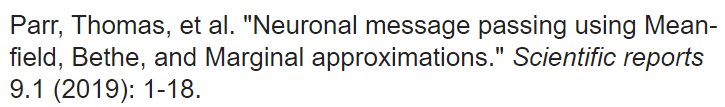 Parr, Thomas, et al. "Neuronal message passing using Mean-
field, Bethe, and Marginal approximations." Scientific reports
9.1 (2019): 1-18.